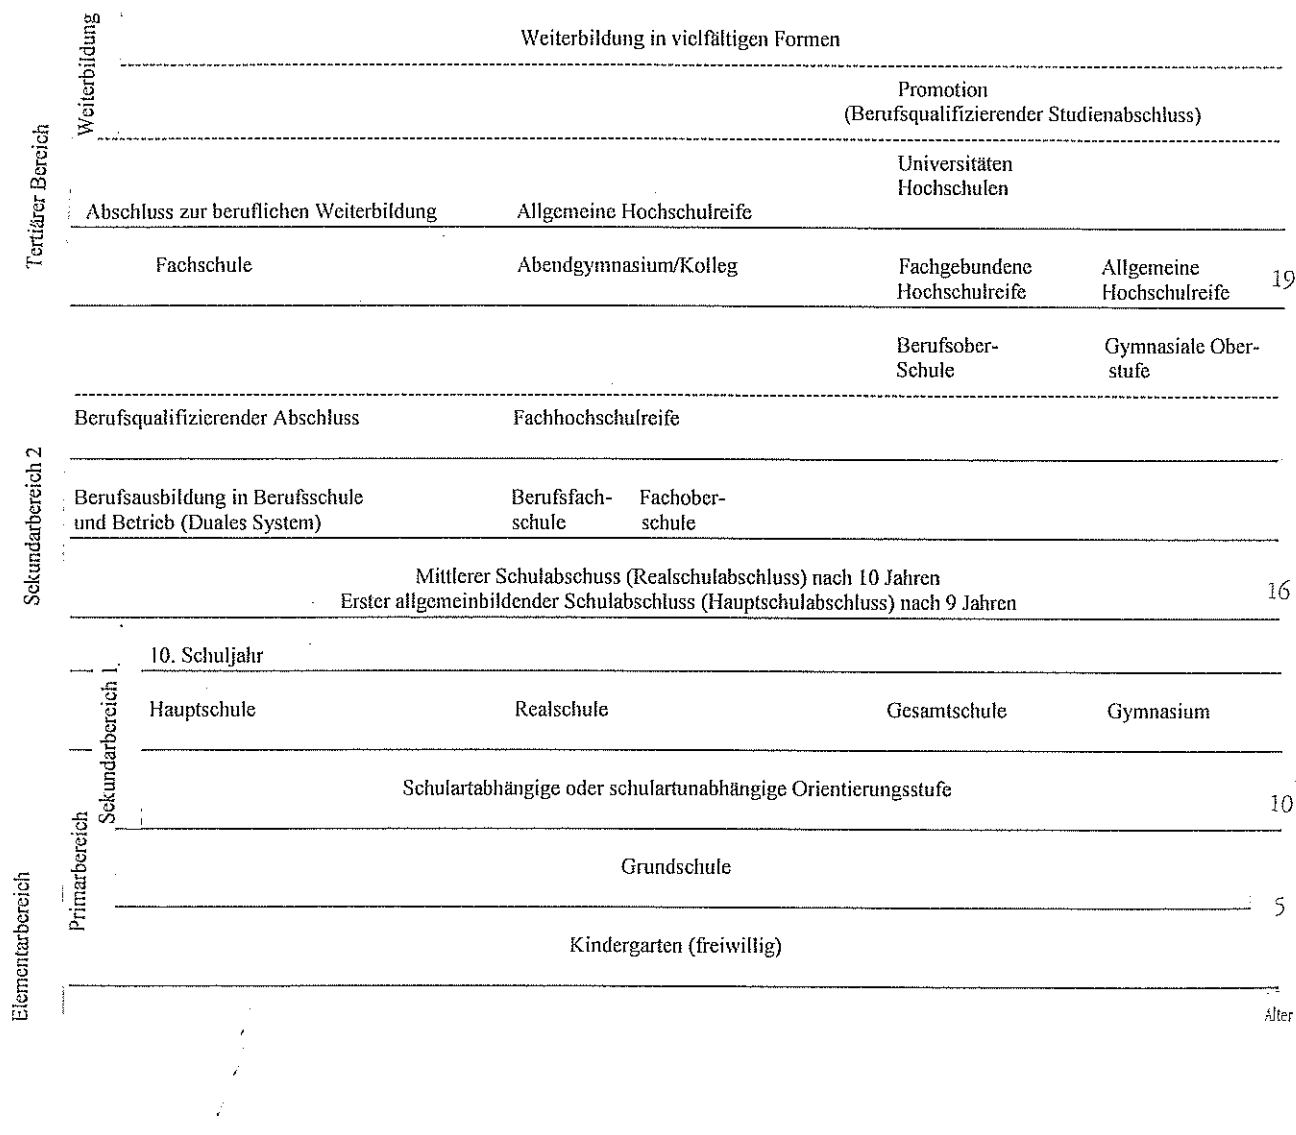 Weiterbildung
Weiterbildung in vielfältigen Formen
Promotion
(Berufsqualifizierender Studienabschluss)
Tertiärer Bereich
Universitäten
Hochschulen
Abschluss zur beruflichen Weiterbildung
Allgemeine Hochschulreife
Fachschule
Abendgymnasium/Kolleg
Fachgebundene
Hochschulreife
Allgemeine
Hochschulreife
19
Berufsober-
Schule
Gymnasiale Ober-
stufe
Sekundarbereich 2
Berufsqualifizierender Abschluss
Fachhochschulreife
Berufsausbildung in Berufsschule
und Betrieb (Duales System)
Berufsfach-
schule
Fachober-
schule
Mittlerer Schulabschuss (Realschulabschluss) nach 10 Jahren
Erster allgemeinbildender Schulabschluss (Hauptschulabschluss) nach 9 Jahren
16
Sekundarbereich 1
10. Schuljahr
Hauptschule
Realschule
Gesamtschule
Gymnasium
Schulartabhängige oder schulartunabhängige Orientierungsstufe
10
Primarbereich
Grundschule
5
Elementarbereich
Kindergarten (freiwillig)
Alter